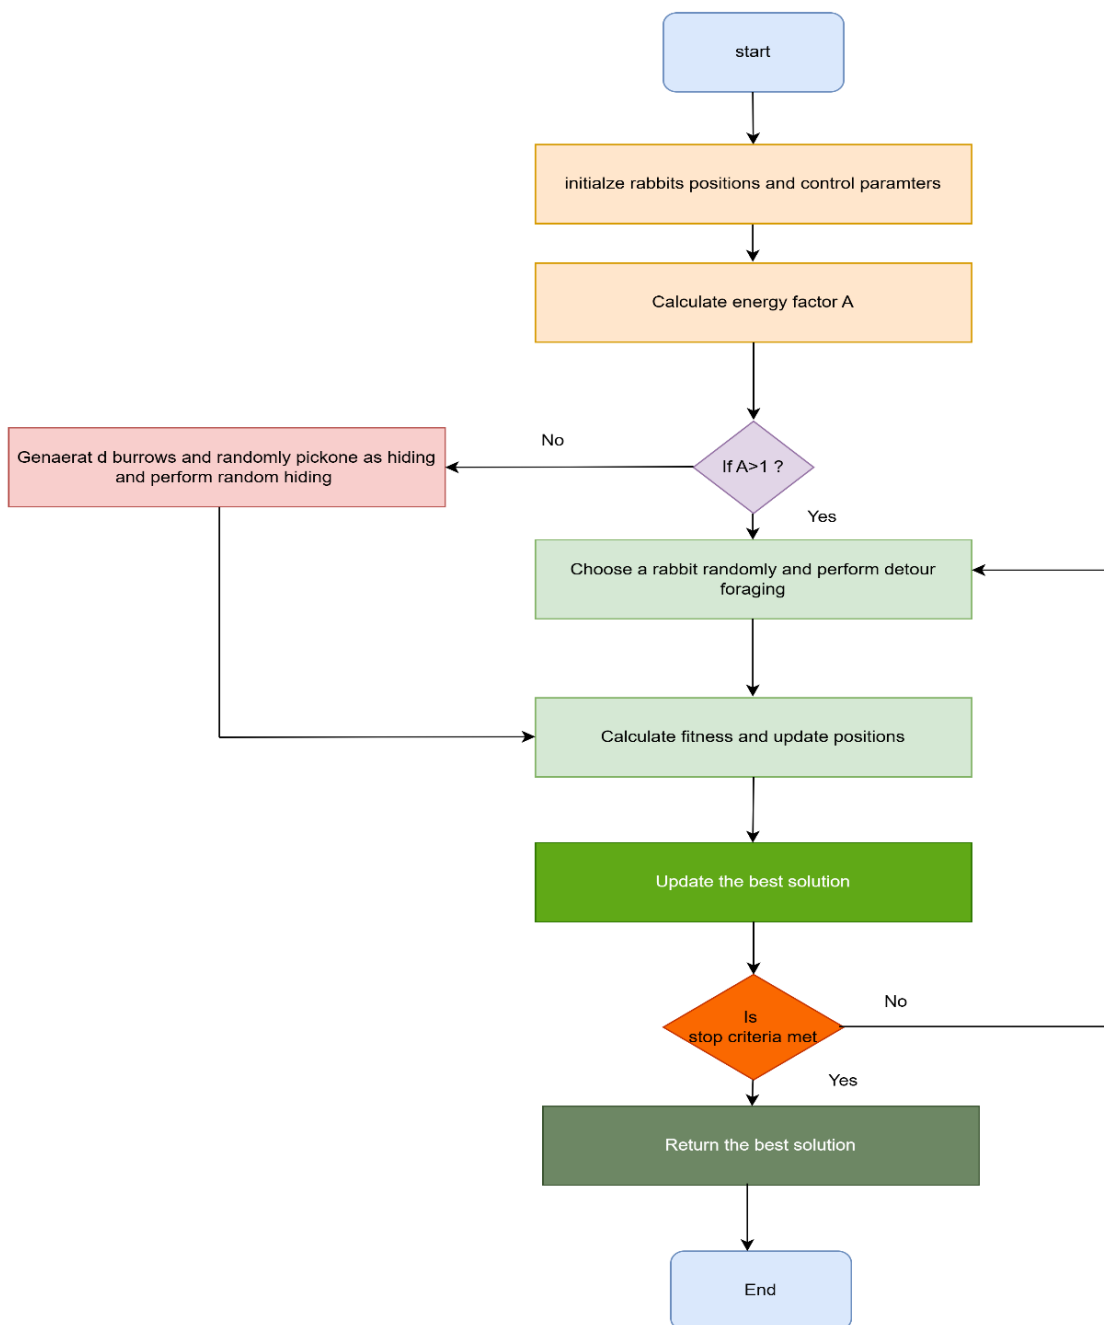 start
initialze rabbits positions and control paramters
Calculate energy factor A
If A>1 ?
No
Genaerat d burrows and randomly pickone as hiding
and perform random hiding
Yes
Choose a rabbit randomly and perform detour
foraging
Calculate fitness and update positions
Update the best solution
Is
stop criteria met
No
Yes
Return the best solution
End